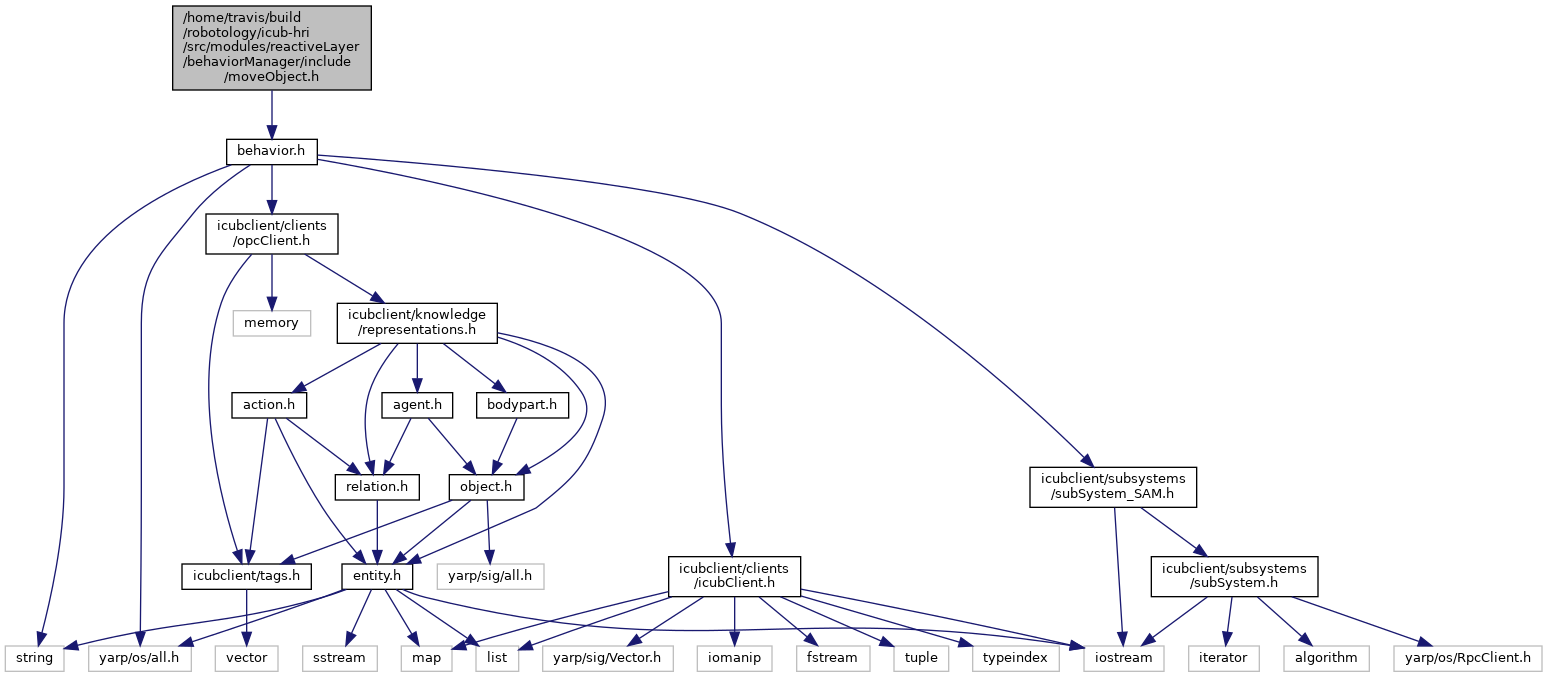 /home/travis/build
/robotology/icub-hri
/src/modules/reactiveLayer
/behaviorManager/include
/moveObject.h
behavior.h
icubclient/clients
/opcClient.h
memory
icubclient/knowledge
/representations.h
action.h
agent.h
bodypart.h
relation.h
object.h
icubclient/subsystems
/subSystem_SAM.h
icubclient/tags.h
entity.h
yarp/sig/all.h
icubclient/clients
/icubClient.h
icubclient/subsystems
/subSystem.h
string
yarp/os/all.h
vector
sstream
map
list
yarp/sig/Vector.h
iomanip
fstream
tuple
typeindex
iostream
iterator
algorithm
yarp/os/RpcClient.h